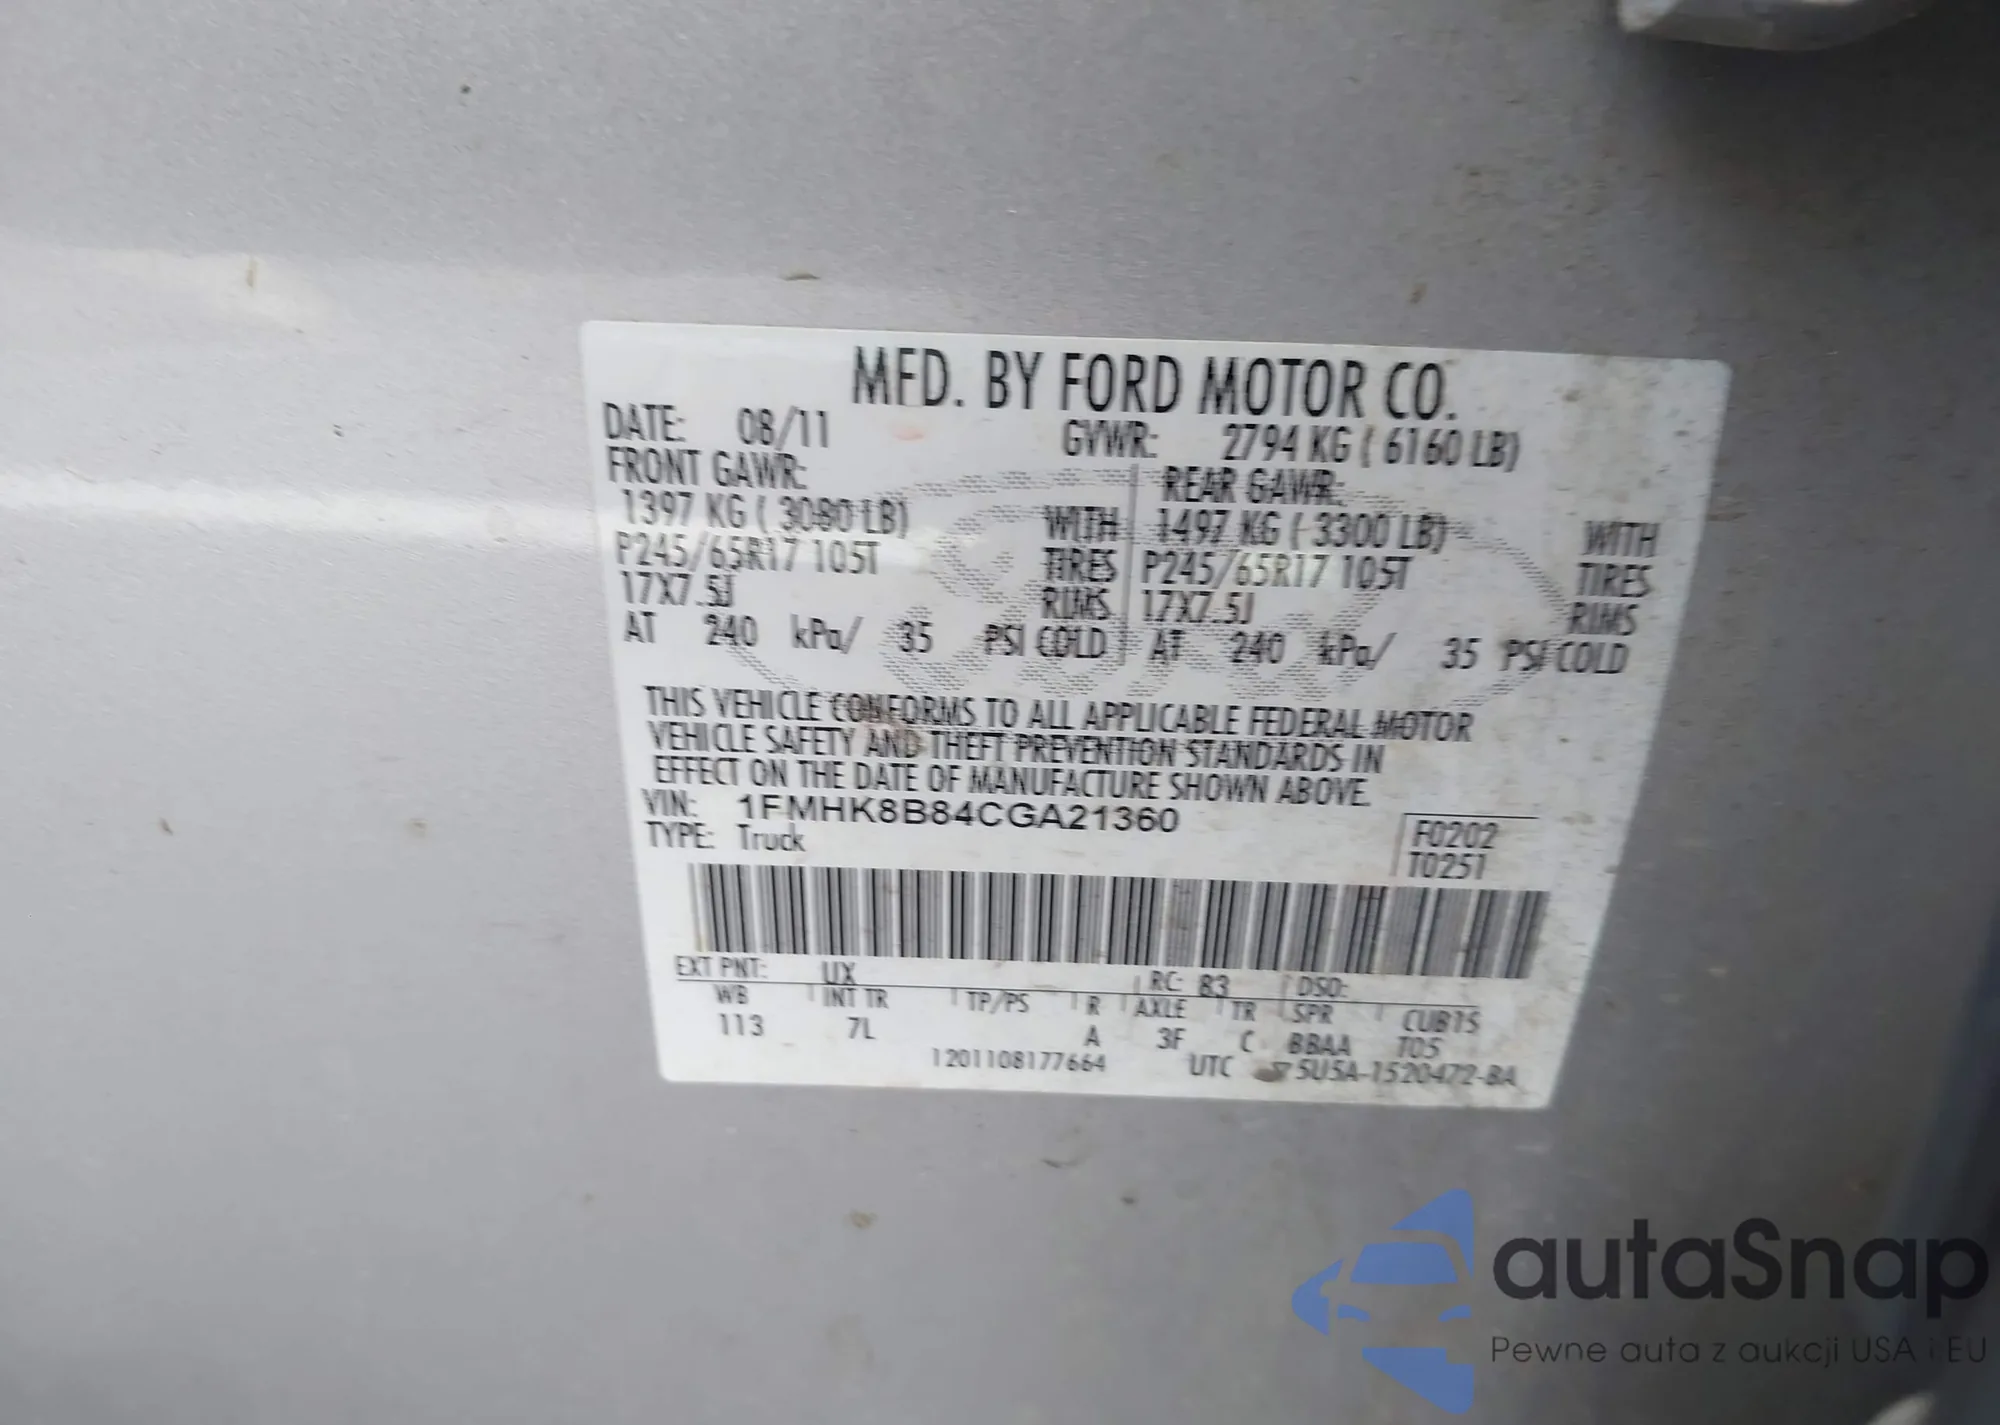 MFD. BY FORD MOTOR CO.
DATE: 08/11 GVWR: 2794 KG ( 6160 LB)
FRONT GAWR: REAR GAWR:
1397 KG ( 3080 LB) WITH 1497 KG ( 3300 LB) WITH
P245/65R17 105T TIRES P245/65R17 105T TIRES
17X7.5J RIMS 17X7.5J RIMS
AT 240 kPa/ 35 PSI COLD AT 240 kPa/ 35 PSI COLD
THIS VEHICLE CONFORMS TO ALL APPLICABLE FEDERAL MOTOR
VEHICLE SAFETY AND THEFT PREVENTION STANDARDS IN
EFFECT ON THE DATE OF MANUFACTURE SHOWN ABOVE.
VIN: 1FMHK8B84CGA21360
TYPE: Truck
F0202
T0251
EXT PNT: UX RC: 83 DSO:
WB INT TR TP/PS R AXLE TR SPR
113 7L A 3F C BBAA T05
1201108177664 UTC 5U5A-1520472-BA
autoSnap
Pewne auta z aukcji USA i EU